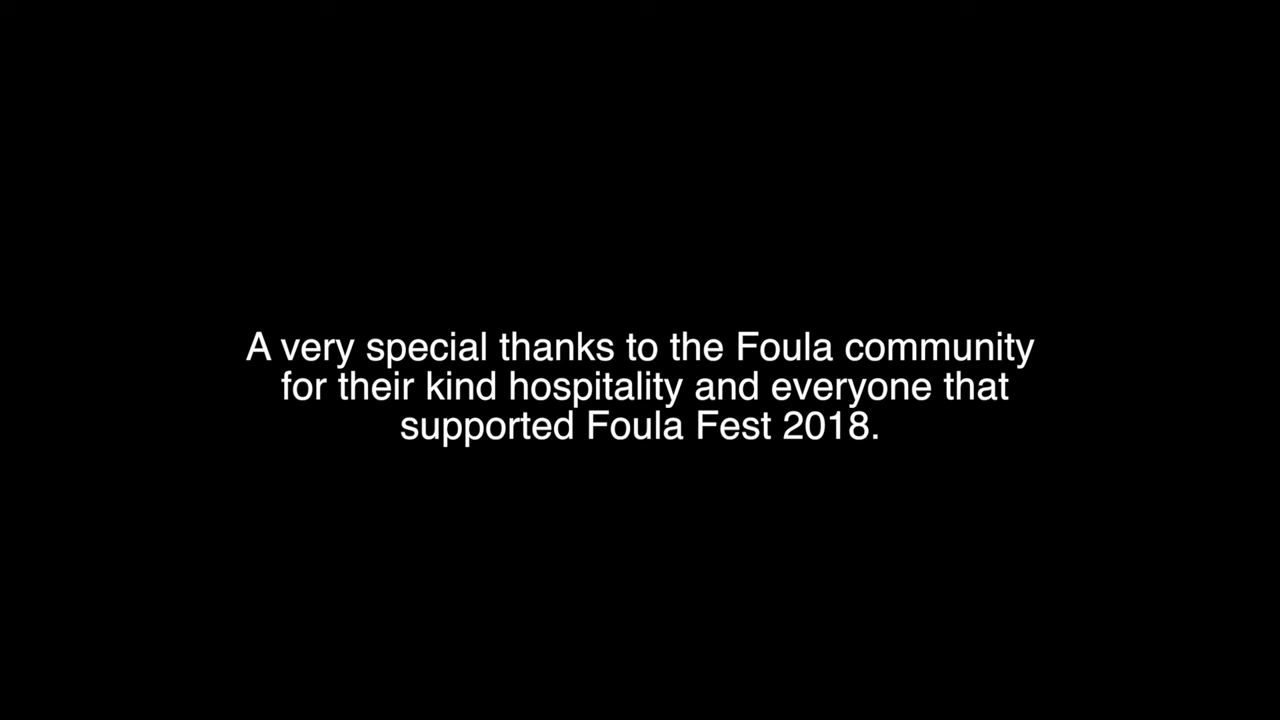 A very special thanks to the Foula community
for their kind hospitality and everyone that
supported Foula Fest 2018.